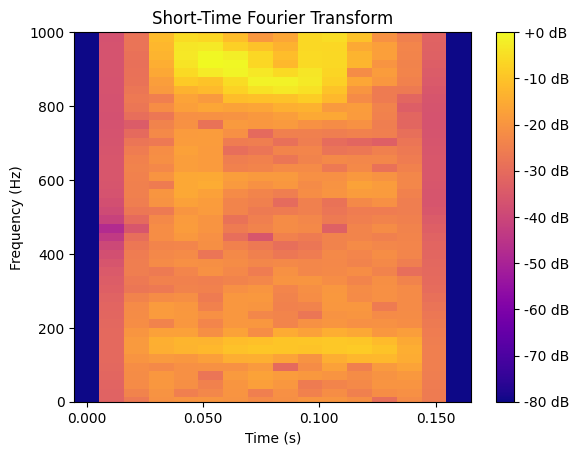 Short-Time Fourier Transform
1000
800
600
400
200
0
Frequency (Hz)
0.000
0.050
0.100
0.150
Time (s)
+0 dB
-10 dB
-20 dB
-30 dB
-40 dB
-50 dB
-60 dB
-70 dB
-80 dB